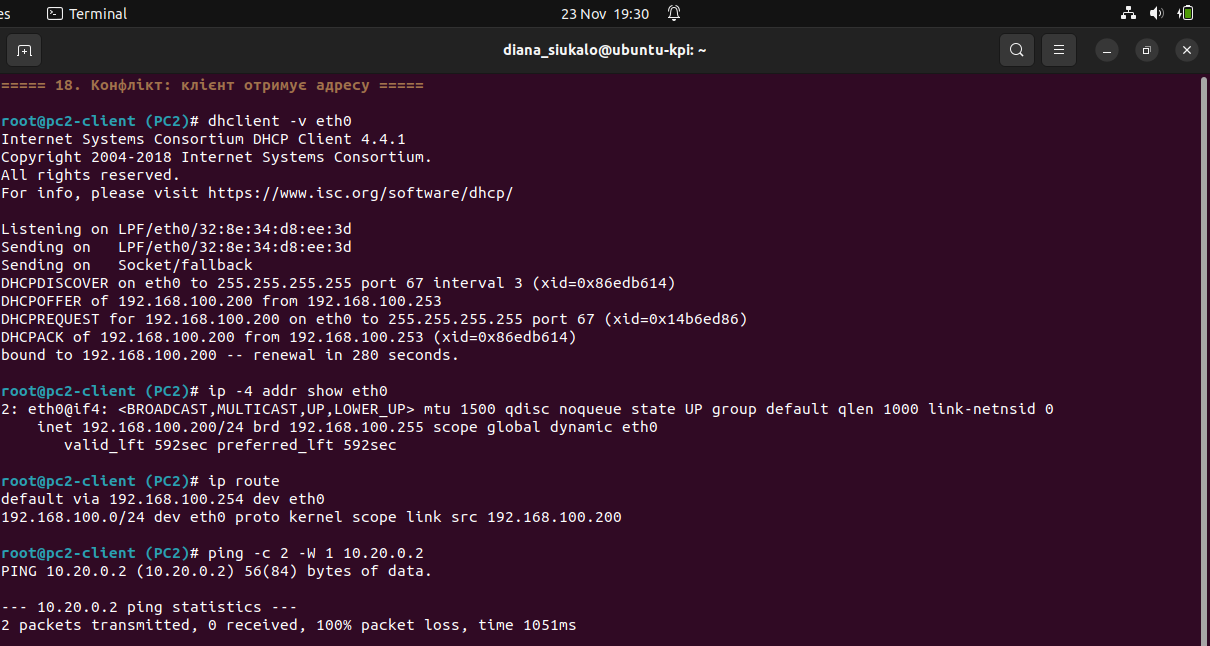 es Terminal 23 Nov 19:30
diana_siukalo@ubuntu-kpi: ~
===== 18. Конфлікт: клієнт отримує адресу =====
root@pc2-client (PC2)# dhclient -v eth0
Internet Systems Consortium DHCP Client 4.4.1
Copyright 2004-2018 Internet Systems Consortium.
All rights reserved.
For info, please visit https://www.isc.org/software/dhcp/
Listening on LPF/eth0/32:8e:34:d8:ee:3d
Sending on   LPF/eth0/32:8e:34:d8:ee:3d
Sending on   Socket/fallback
DHCPDISCOVER on eth0 to 255.255.255.255 port 67 interval 3 (xid=0x86edb614)
DHCPOFFER of 192.168.100.200 from 192.168.100.253
DHCPREQUEST for 192.168.100.200 on eth0 to 255.255.255.255 port 67 (xid=0x14b6ed86)
DHCPACK of 192.168.100.200 from 192.168.100.253 (xid=0x86edb614)
bound to 192.168.100.200 -- renewal in 280 seconds.
root@pc2-client (PC2)# ip -4 addr show eth0
2: eth0@if4: <BROADCAST,MULTICAST,UP,LOWER_UP> mtu 1500 qdisc noqueue state UP group default qlen 1000 link-netnsid 0
    inet 192.168.100.200/24 brd 192.168.100.255 scope global dynamic eth0
       valid_lft 592sec preferred_lft 592sec
root@pc2-client (PC2)# ip route
default via 192.168.100.254 dev eth0
192.168.100.0/24 dev eth0 proto kernel scope link src 192.168.100.200
root@pc2-client (PC2)# ping -c 2 -W 1 10.20.0.2
PING 10.20.0.2 (10.20.0.2) 56(84) bytes of data.
--- 10.20.0.2 ping statistics ---
2 packets transmitted, 0 received, 100% packet loss, time 1051ms